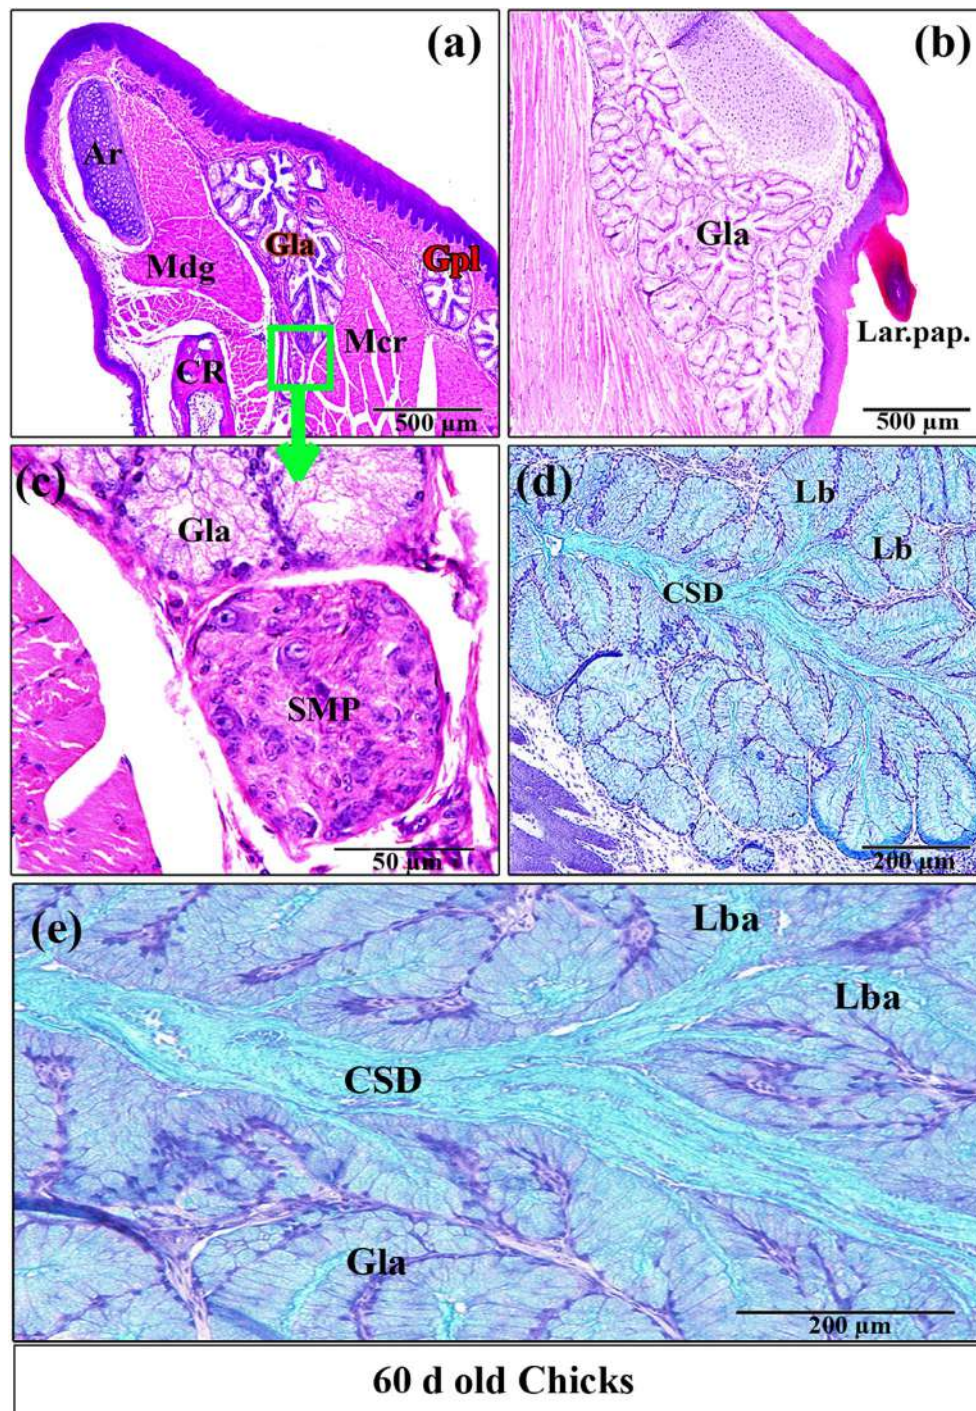 (a)
Ar
Gla
Gpl
Mdg
Mcr
CR
500 µm
(b)
Gla
Lar.pap.
500 µm
(c)
Gla
SMP
50 µm
(d)
Lb
Lb
CSD
200 µm
(e)
Lba
Lba
CSD
Gla
200 µm
60 d old Chicks